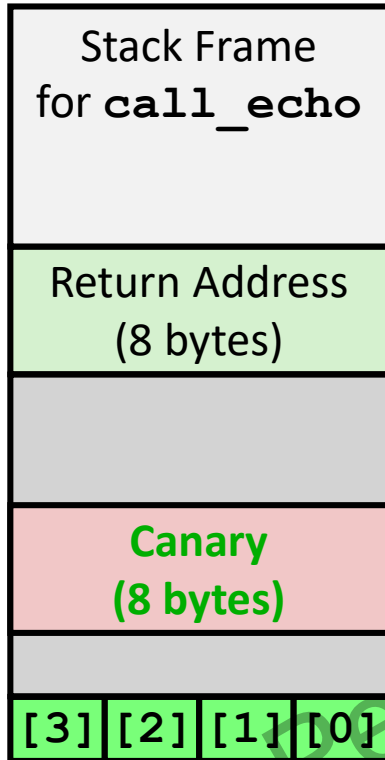 Stack Frame
for call_echo
Return Address
(8 bytes)
Canary
(8 bytes)
[3] [2] [1] [0]